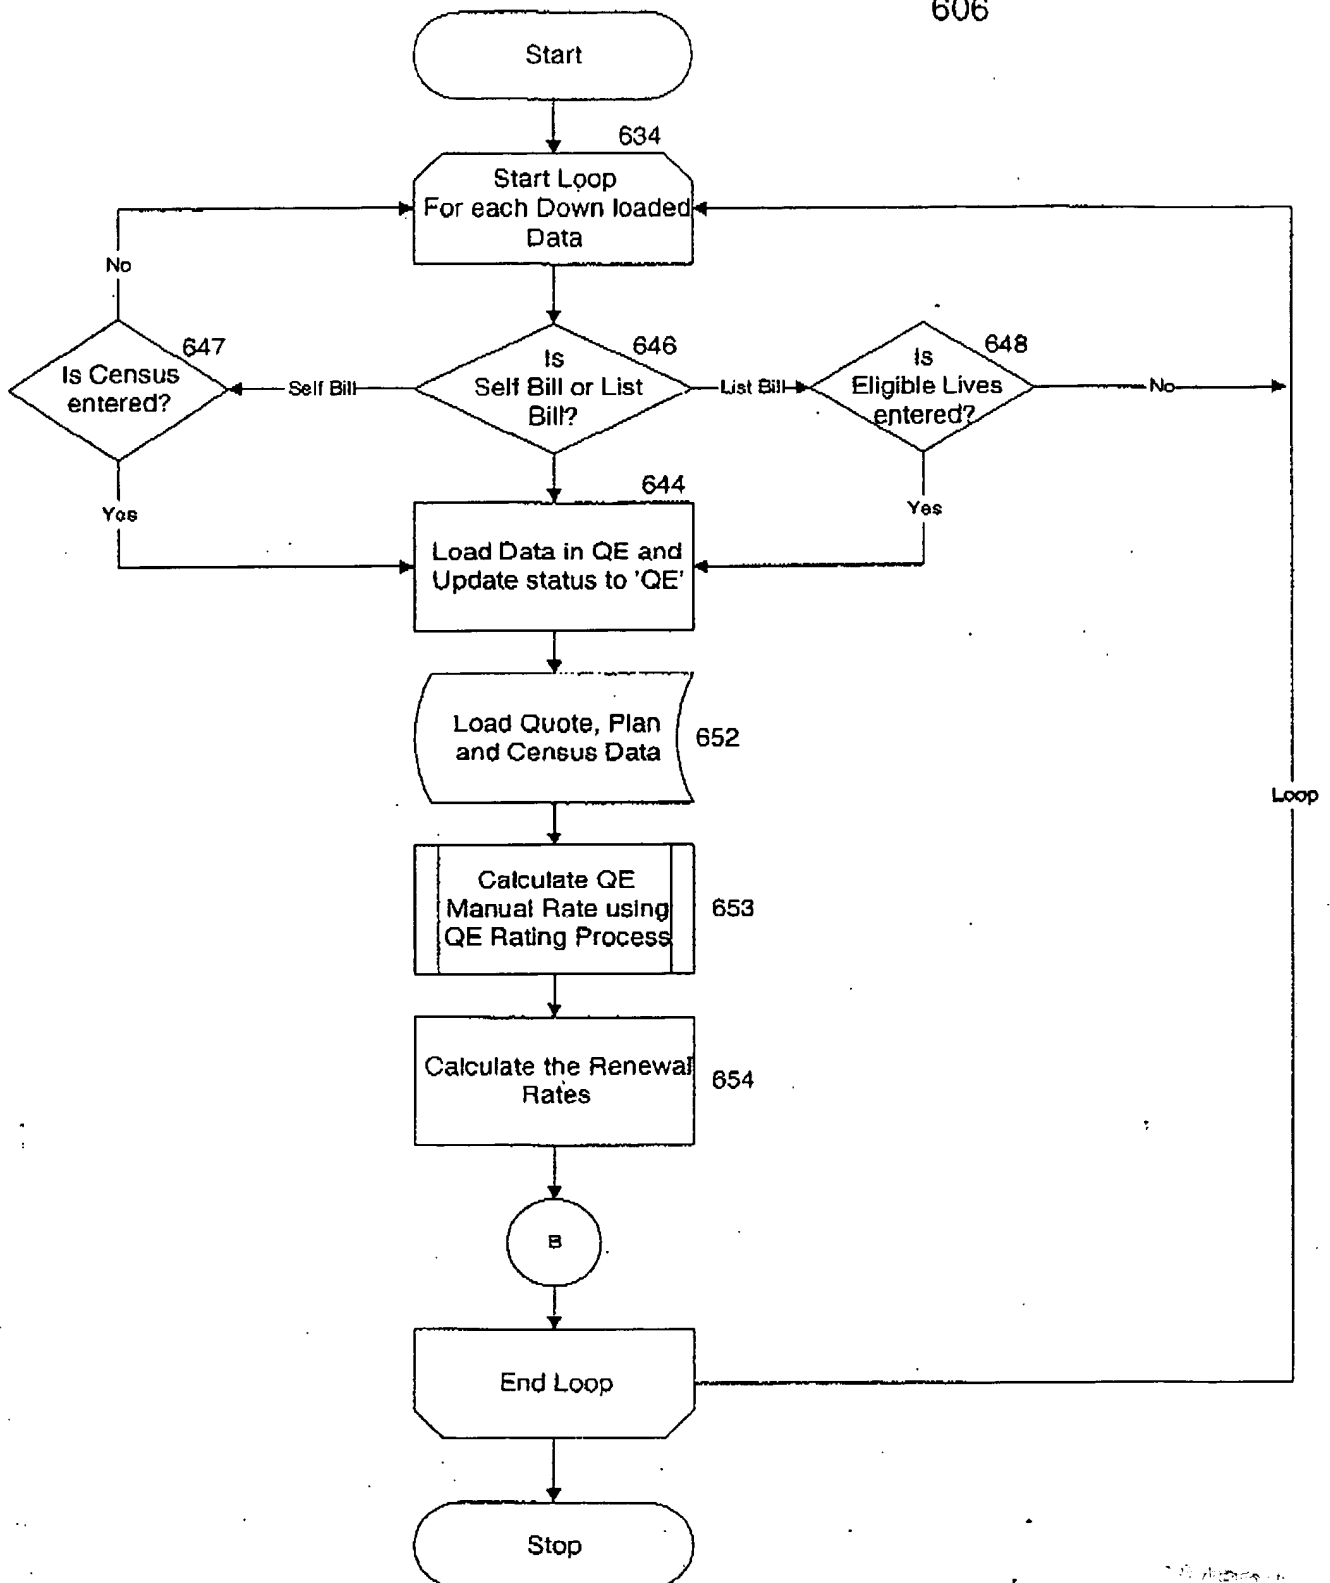 606
Start
634
Start Loop
For each Down loaded
Data
No
647
Is Census
entered?
Self Bill
646
Is
Self Bill or List
Bill?
List Bill
648
Is
Eligible Lives
entered?
No
Yes
644
Yes
Load Data in QE and
Update status to 'QE'
Load Quote, Plan
and Census Data
652
Loop
Calculate QE
Manual Rate using
QE Rating Process
653
Calculate the Renewal
Rates
654
B
End Loop
Stop